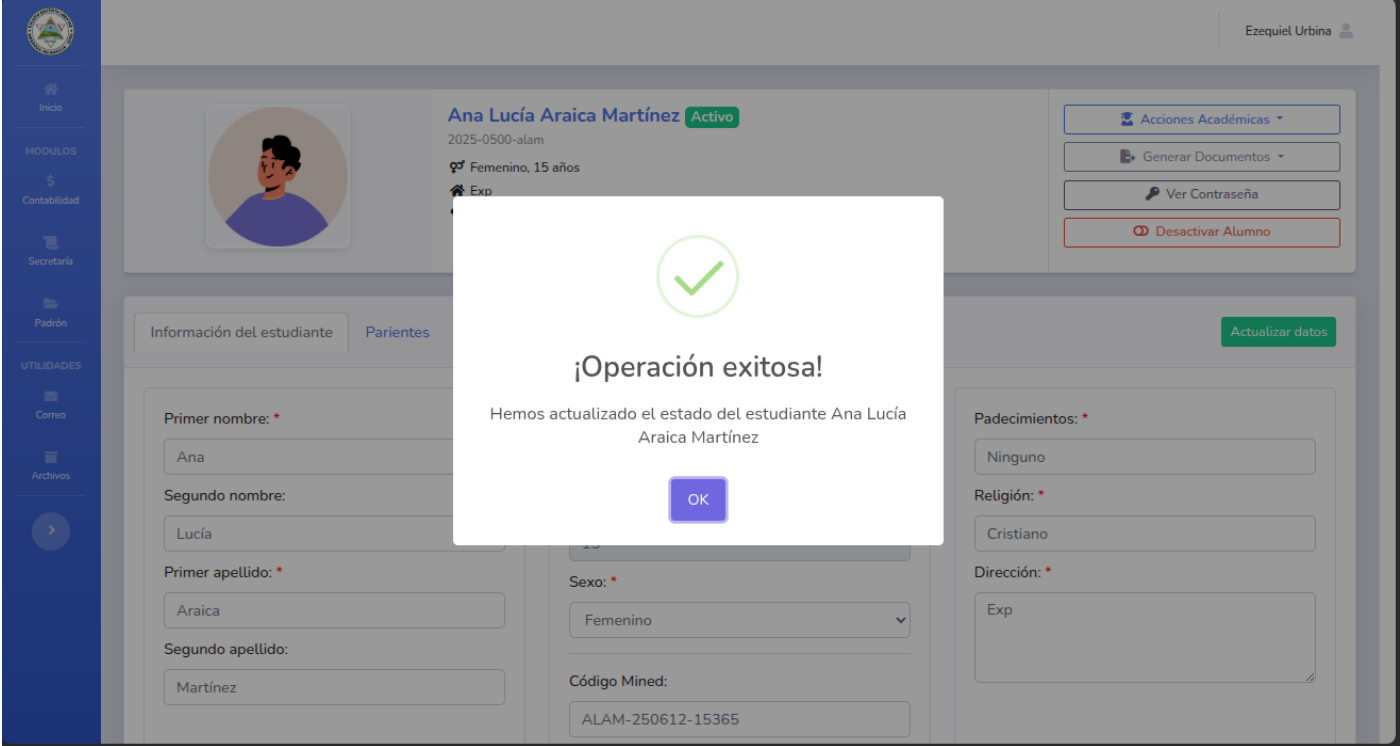 Ezequiel Urbina
Inicio
MODULOS
Contabilidad
Secretaría
Padrón
UTILIDADES
Correo
Archivos
Ana Lucía Araica Martínez Activo
2025-0500-alam
Femenino, 15 años
Exp
Acciones Académicas
Generar Documentos
Ver Contraseña
Desactivar Alumno
Información del estudiante
Parientes
Actualizar datos
¡Operación exitosa!
Hemos actualizado el estado del estudiante Ana Lucía
Araica Martínez
OK
Primer nombre: *
Ana
Segundo nombre:
Lucía
Primer apellido: *
Araica
Segundo apellido:
Martínez
Sexo: *
Femenino
Código Mined:
ALAM-250612-15365
Padecimientos: *
Ninguno
Religión: *
Cristiano
Dirección: *
Exp